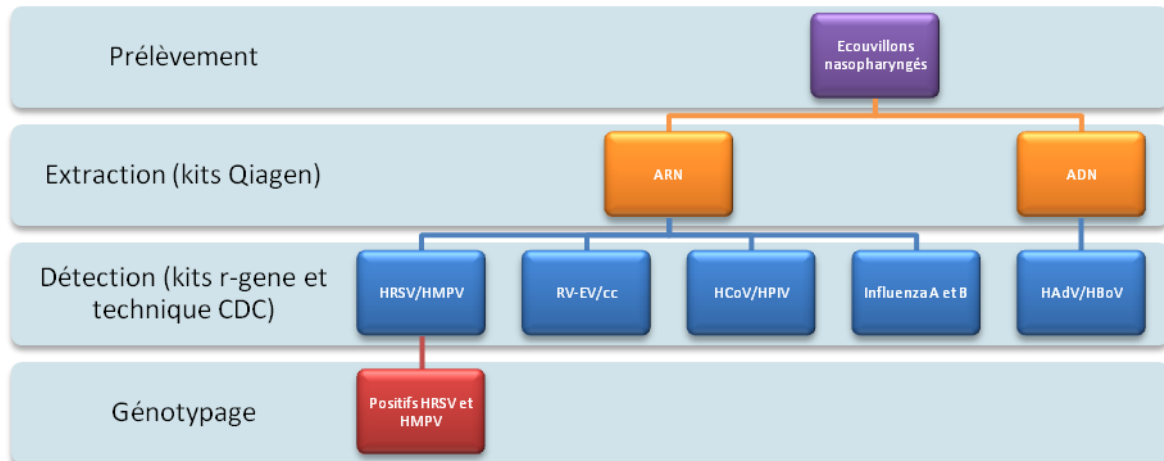 Prélèvement
Ecouvillons
nasopharyngés
Extraction (kits Qiagen)
ARN
ADN
Détection (kits r-gene et
technique CDC)
HRSV/HMPV
RV-EV/cc
HCoV/HPIV
Influenza A et B
HAdV/HBoV
Génotypage
Positifs HRSV et
HMPV